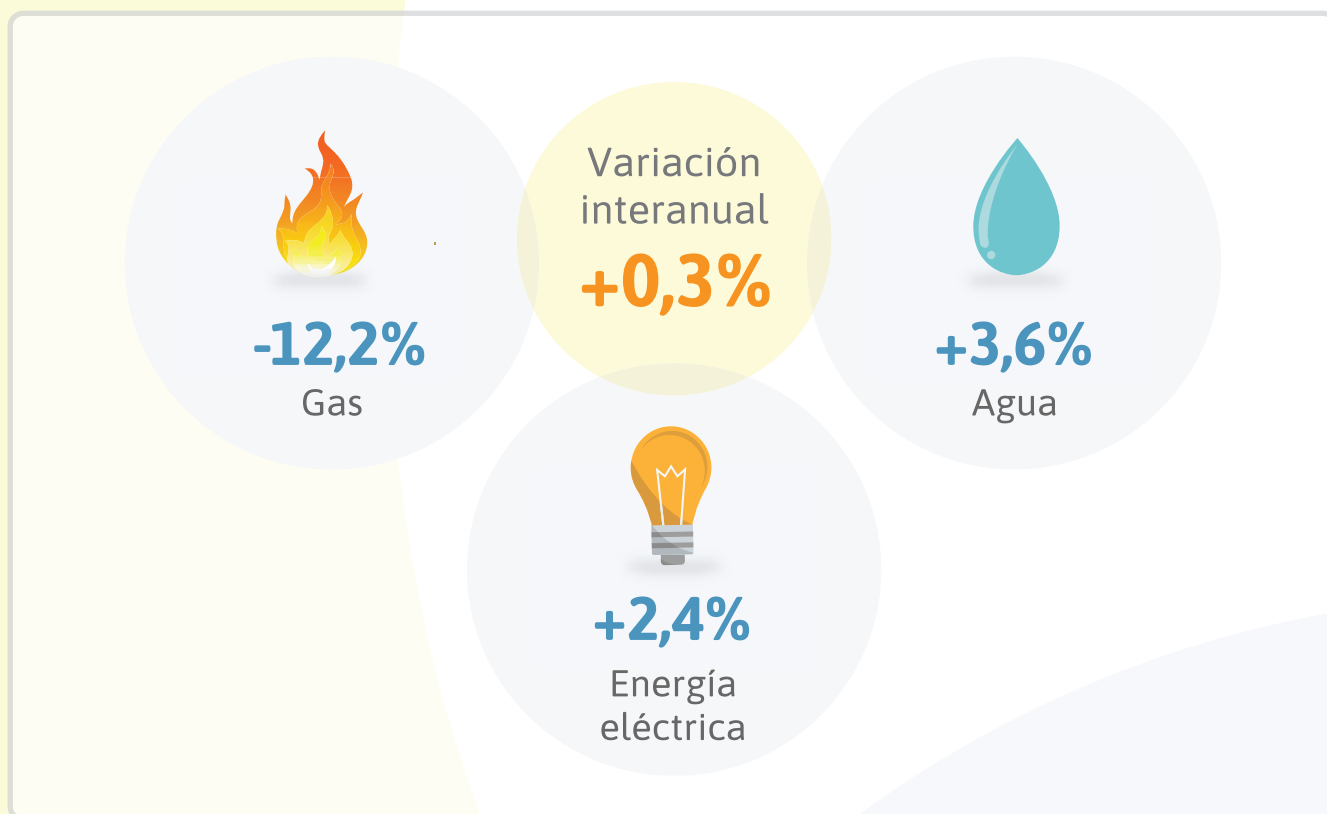 Variación
interanual
+0,3%
-12,2%
Gas
+3,6%
Agua
+2,4%
Energía
eléctrica